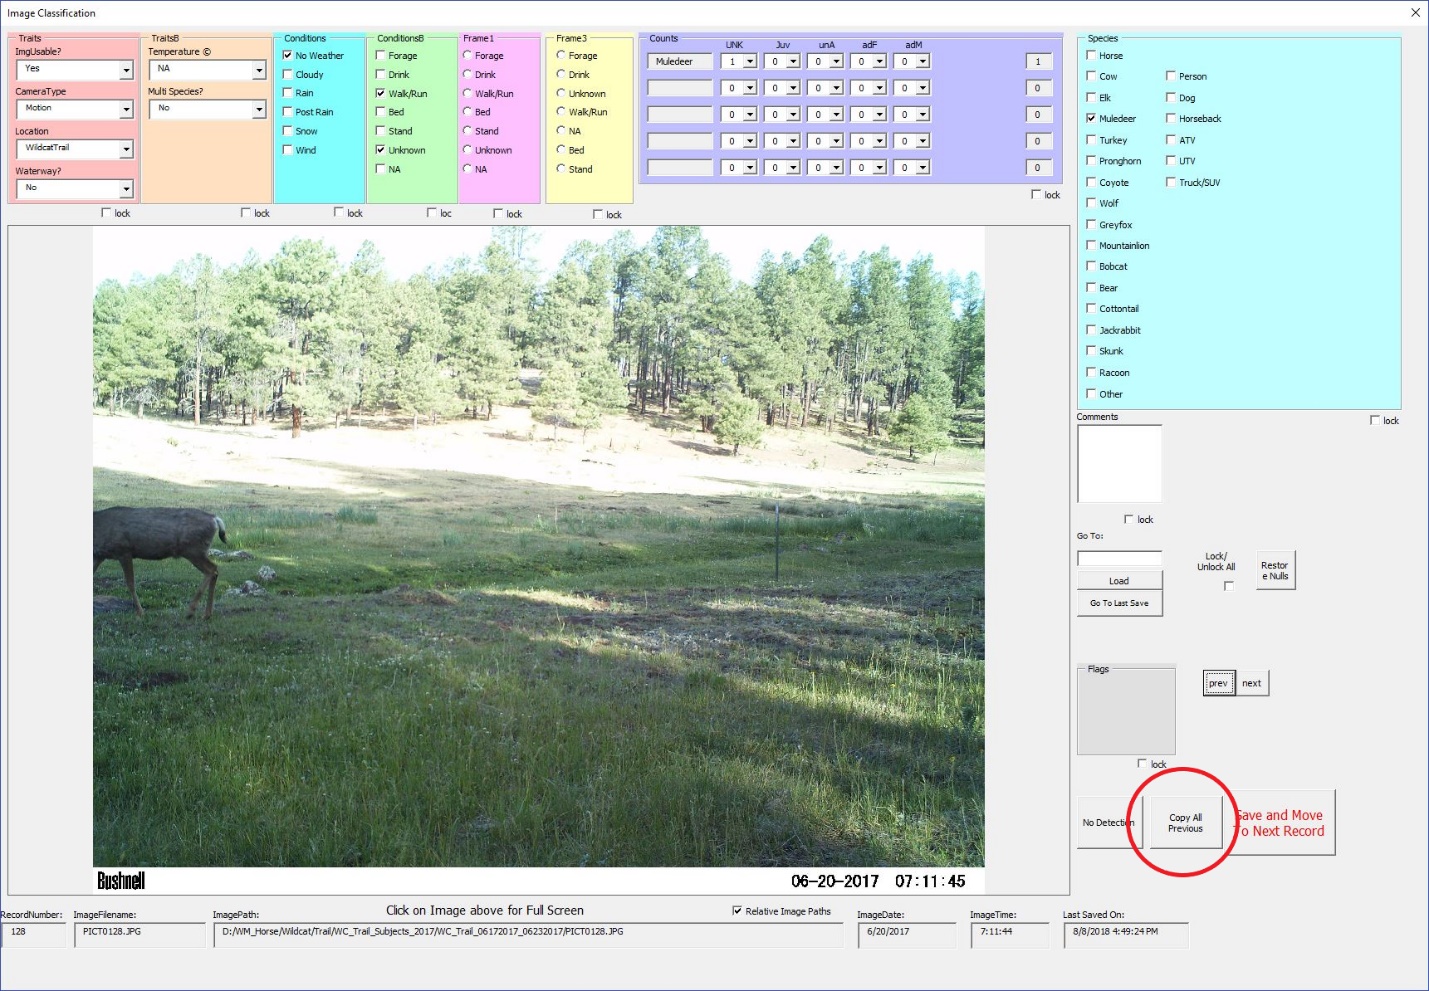 Image Classification
Traits
ImgUsable?
Yes
CameraType
Motion
Location
WildcatTrail
Waterway?
No
lock
TraitsB
Temperature ©
NA
Multi Species?
No
lock
Conditions
No Weather
Cloudy
Rain
Post Rain
Snow
Wind
lock
ConditionsB
Forage
Drink
Walk/Run
Bed
Stand
Unknown
NA
loc
Frame1
Forage
Drink
Walk/Run
Bed
Stand
Unknown
NA
lock
Frame3
Forage
Drink
Unknown
Walk/Run
NA
Bed
Stand
lock
Counts
UNK Juv unA adF adM
Muledeer 1 0 0 0 0 1
0 0 0 0 0 0
0 0 0 0 0 0
0 0 0 0 0 0
0 0 0 0 0 0
lock
Species
Horse
Cow
Elk
Muledeer
Turkey
Pronghorn
Coyote
Wolf
Greyfox
Mountainlion
Bobcat
Bear
Cottontail
Jackrabbit
Skunk
Racoon
Other
Person
Dog
Horseback
ATV
UTV
Truck/SUV
lock
Comments
lock
Go To:
Load
Go To Last Save
Lock/
Unlock All
Restor
e Nulls
Flags
lock
prev next
No Detection
Copy All
Previous
Save and Move
To Next Record
Bushnell 06-20-2017 07:11:45
Click on Image above for Full Screen
Relative Image Paths
RecordNumber:
128
ImageFilename:
PICT0128.JPG
ImagePath:
D:/WM_Horse/Wildcat/Trail/WC_Trail_Subjects_2017/WC_Trail_06172017_06232017/PICT0128.JPG
ImageDate:
6/20/2017
ImageTime:
7:11:44
Last Saved On:
8/8/2018 4:49:24 PM